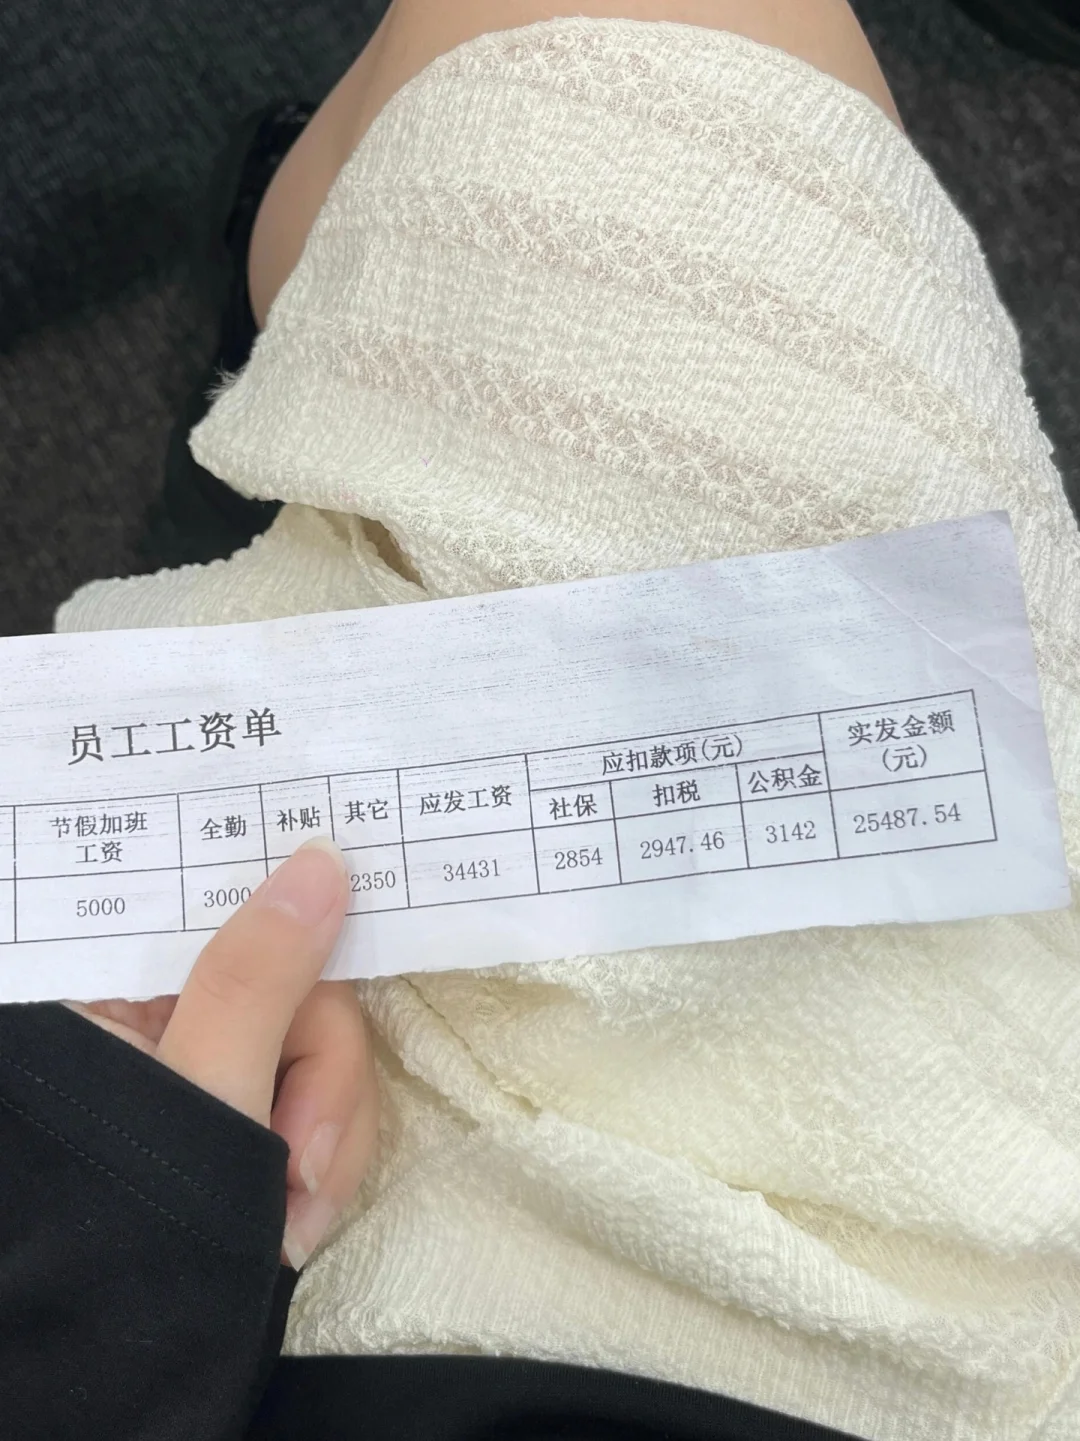 员工工资单
节假加班
工资
全勤
补贴
其它
应发工资
应扣款项(元)
社保
扣税
公积金
实发金额
(元)
5000
3000
2350
34431
2854
2947.46
3142
25487.54